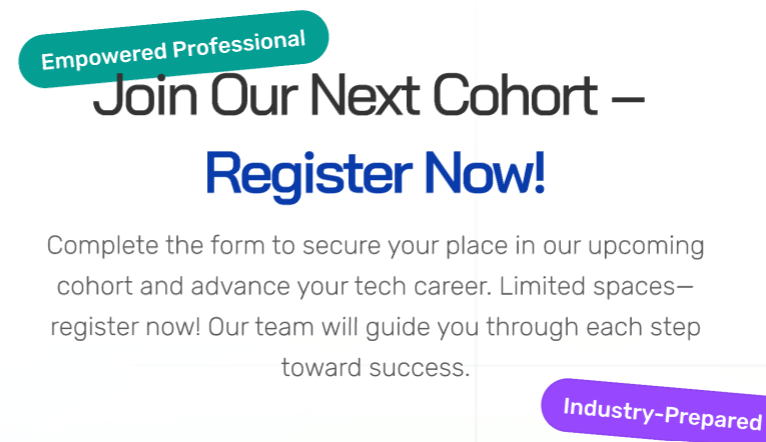 Empowered Professional
Join Our Next Cohort –
Register Now!
Complete the form to secure your place in our upcoming
cohort and advance your tech career. Limited spaces—
register now! Our team will guide you through each step
toward success.
Industry-Prepared